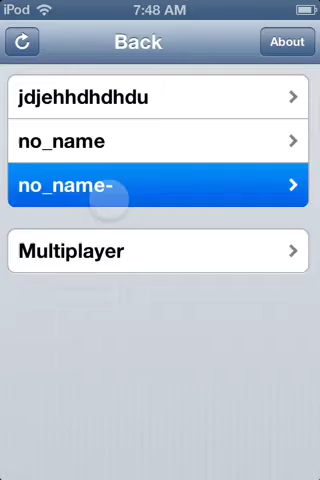 iPod 7:48 AM
Back About
jdjehhdhdhdu
no_name
no_name-
Multiplayer